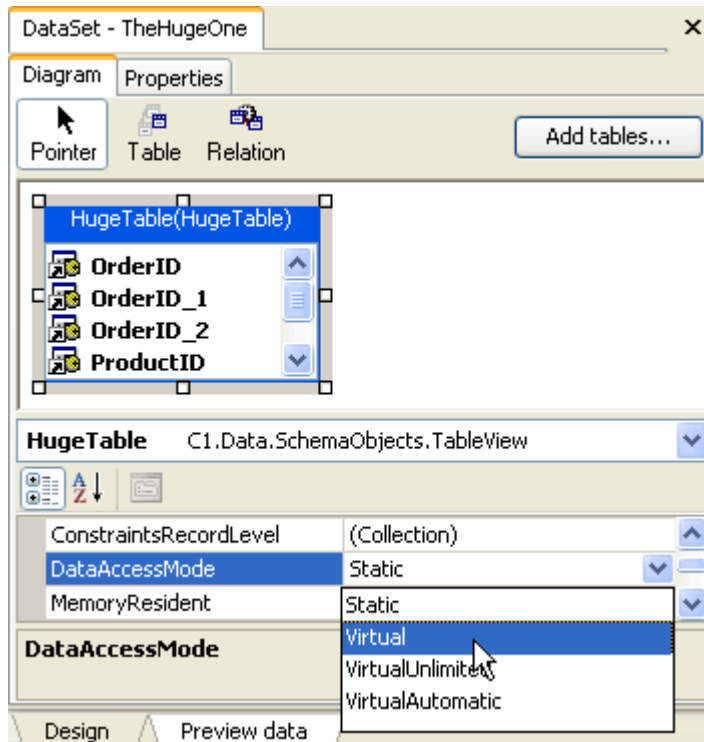 DataSet - TheHugeOne
Diagram Properties
Pointer Table Relation Add tables...
HugeTable(HugeTable)
OrderID
OrderID_1
OrderID_2
ProductID
HugeTable C1.Data.SchemaObjects.TableView
ConstraintsRecordLevel (Collection)
DataAccessMode Static
MemoryResident Static
DataAccessMode Virtual
VirtualUnlimited
VirtualAutomatic
Design Preview data